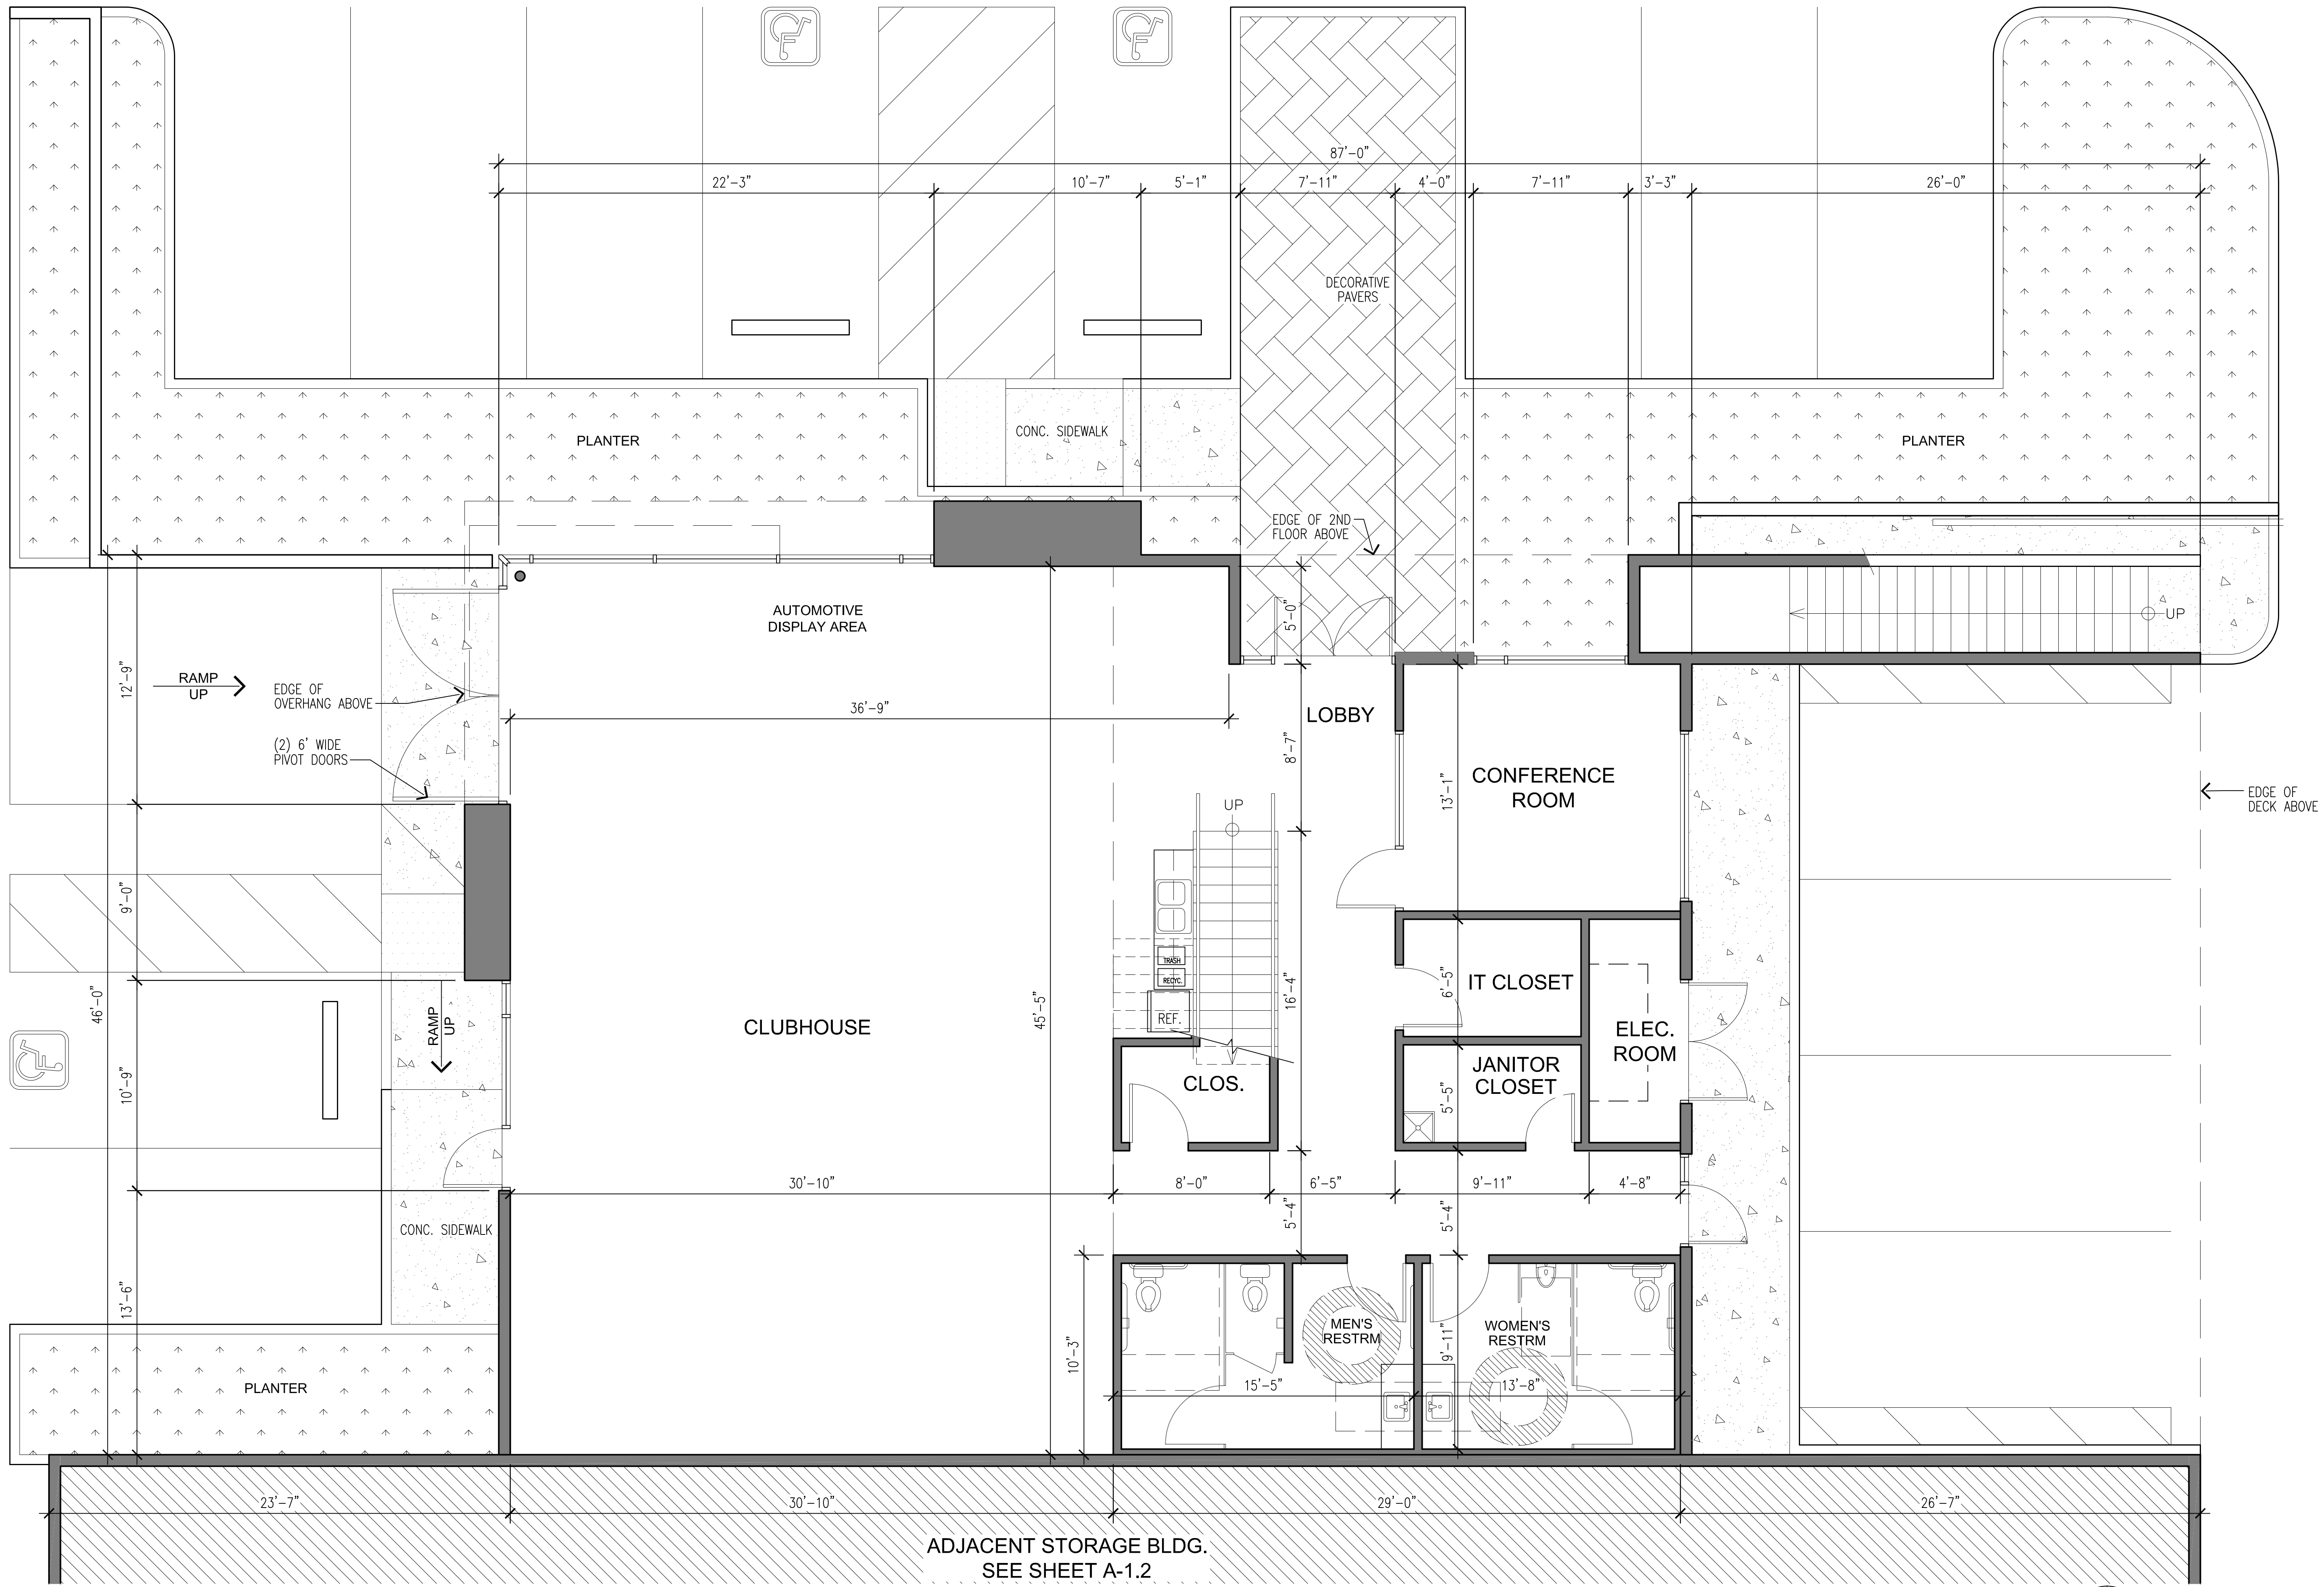 87'-0"
22'-3"
10'-7"
5'-1"
7'-11"
4'-0"
7'-11"
3'-3"
26'-0"
DECORATIVE
PAVERS
PLANTER
CONC. SIDEWALK
PLANTER
EDGE OF 2ND
FLOOR ABOVE
AUTOMOTIVE
DISPLAY AREA
5'-0"
UP
12'-9"
RAMP
UP
EDGE OF
OVERHANG ABOVE
36'-9"
LOBBY
(2) 6' WIDE
PIVOT DOORS
8'-7"
13'-1"
CONFERENCE
ROOM
EDGE OF
DECK ABOVE
UP
9'-0"
TRASH
RECYC.
REF.
46'-0"
RAMP
UP
CLUBHOUSE
45'-5"
16'-4"
6'-5"
IT CLOSET
ELEC.
ROOM
10'-9"
CLOS.
5'-5"
JANITOR
CLOSET
30'-10"
8'-0"
6'-5"
9'-11"
4'-8"
5'-4"
5'-4"
CONC. SIDEWALK
13'-6"
10'-3"
MEN'S
RESTRM
9'-11"
WOMEN'S
RESTRM
PLANTER
15'-5"
13'-8"
23'-7"
30'-10"
29'-0"
26'-7"
ADJACENT STORAGE BLDG.
SEE SHEET A-1.2